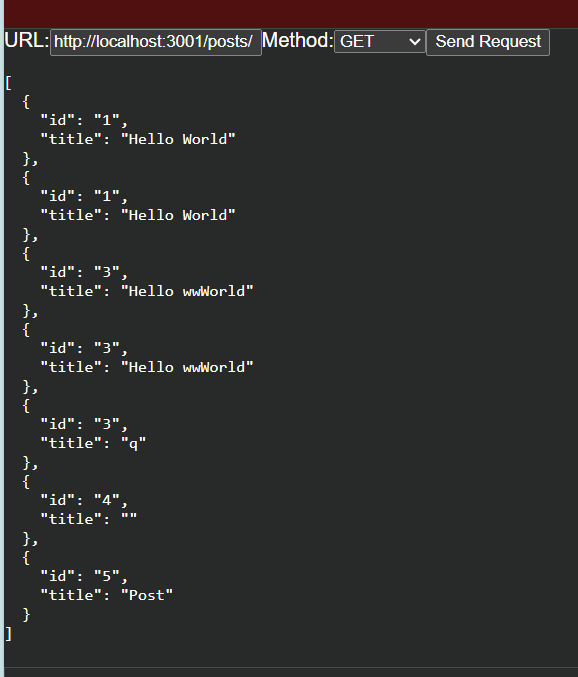 URL: http://localhost:3001/posts/ Method: GET Send Request
[
  {
    "id": "1",
    "title": "Hello World"
  },
  {
    "id": "1",
    "title": "Hello World"
  },
  {
    "id": "3",
    "title": "Hello wwWorld"
  },
  {
    "id": "3",
    "title": "Hello wwWorld"
  },
  {
    "id": "3",
    "title": "q"
  },
  {
    "id": "4",
    "title": ""
  },
  {
    "id": "5",
    "title": "Post"
  }
]